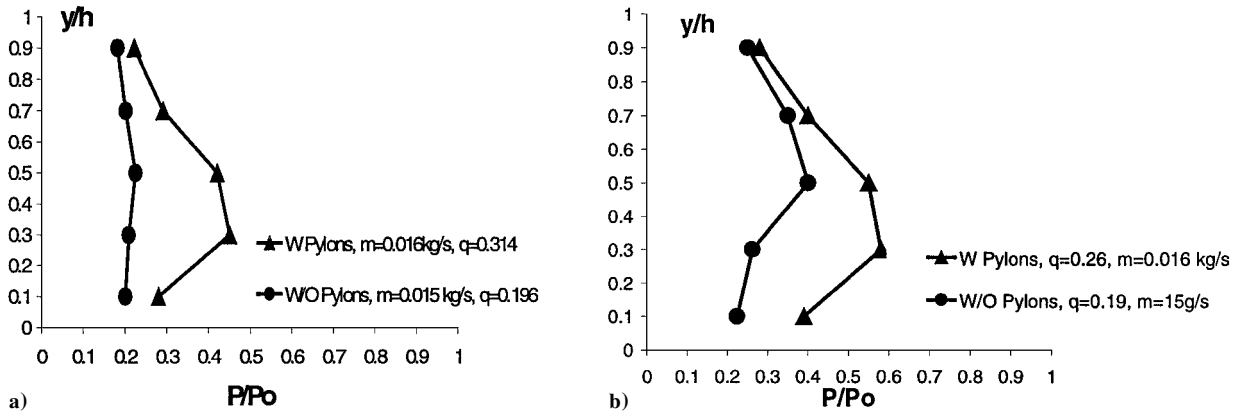 y/h
1
0.9
0.8
0.7
0.6
0.5
0.4
0.3
0.2
0.1
0
0 0.1 0.2 0.3 0.4 0.5 0.6 0.7 0.8 0.9 1
W Pylons, m=0.016kg/s, q=0.314
W/O Pylons, m=0.015 kg/s, q=0.196
P/Po
a)
y/h
1
0.9
0.8
0.7
0.6
0.5
0.4
0.3
0.2
0.1
0
0 0.1 0.2 0.3 0.4 0.5 0.6 0.7 0.8 0.9 1
W Pylons, q=0.26, m=0.016 kg/s
W/O Pylons, q=0.19, m=15g/s
P/Po
b)